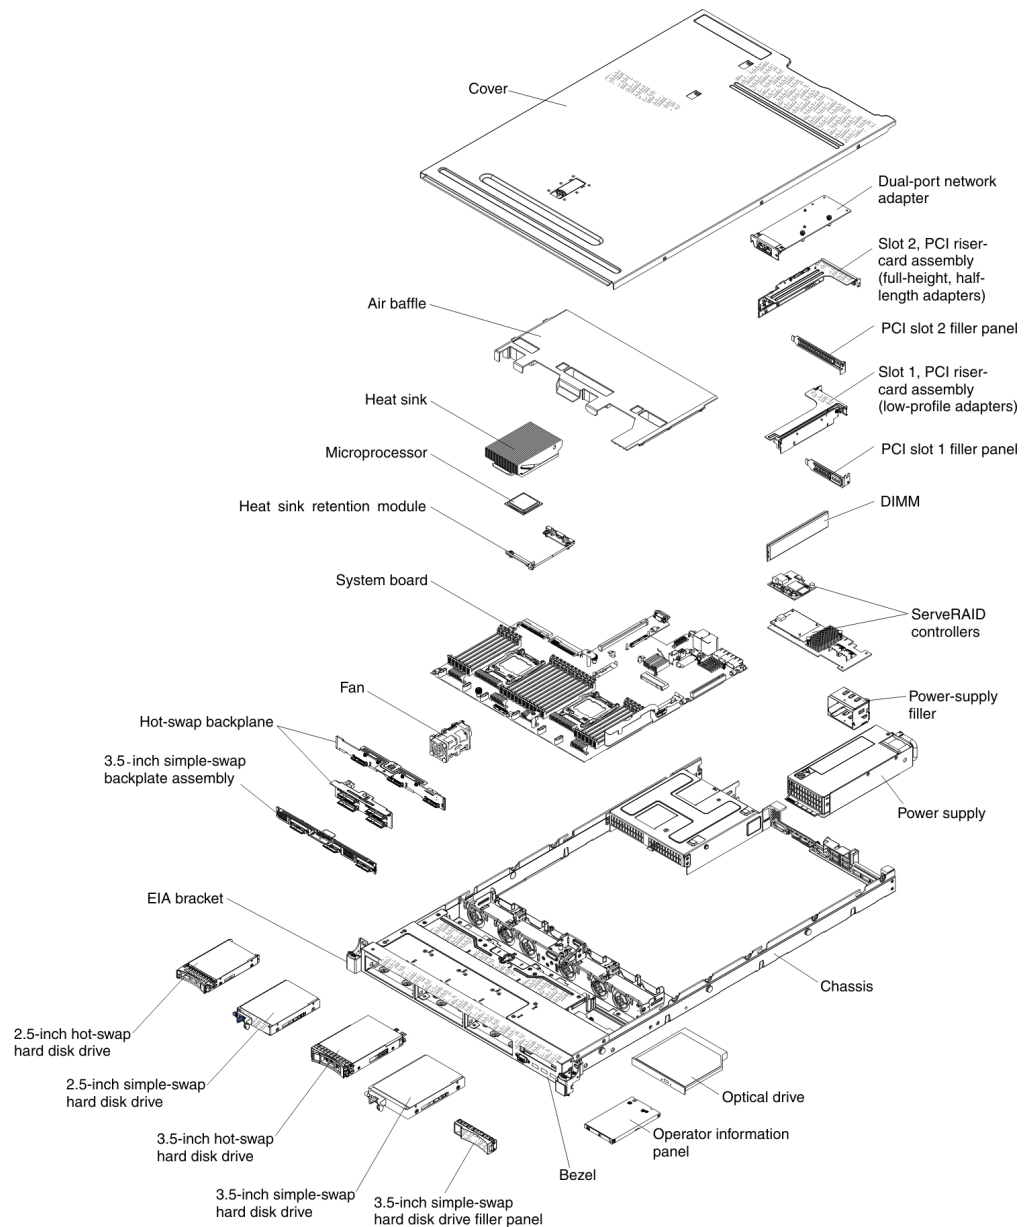 Cover
Dual-port network
adapter
Slot 2, PCI riser-
card assembly
(full-height, half-
length adapters)
Air baffle
PCI slot 2 filler panel
Slot 1, PCI riser-
card assembly
(low-profile adapters)
Heat sink
Microprocessor
PCI slot 1 filler panel
Heat sink retention module
DIMM
System board
ServeRAID
controllers
Fan
Power-supply
filler
Hot-swap backplane
3.5-inch simple-swap
backplate assembly
Power supply
EIA bracket
Chassis
2.5-inch hot-swap
hard disk drive
2.5-inch simple-swap
hard disk drive
Optical drive
3.5-inch hot-swap
hard disk drive
Operator information
panel
Bezel
3.5-inch simple-swap
hard disk drive
3.5-inch simple-swap
hard disk drive filler panel